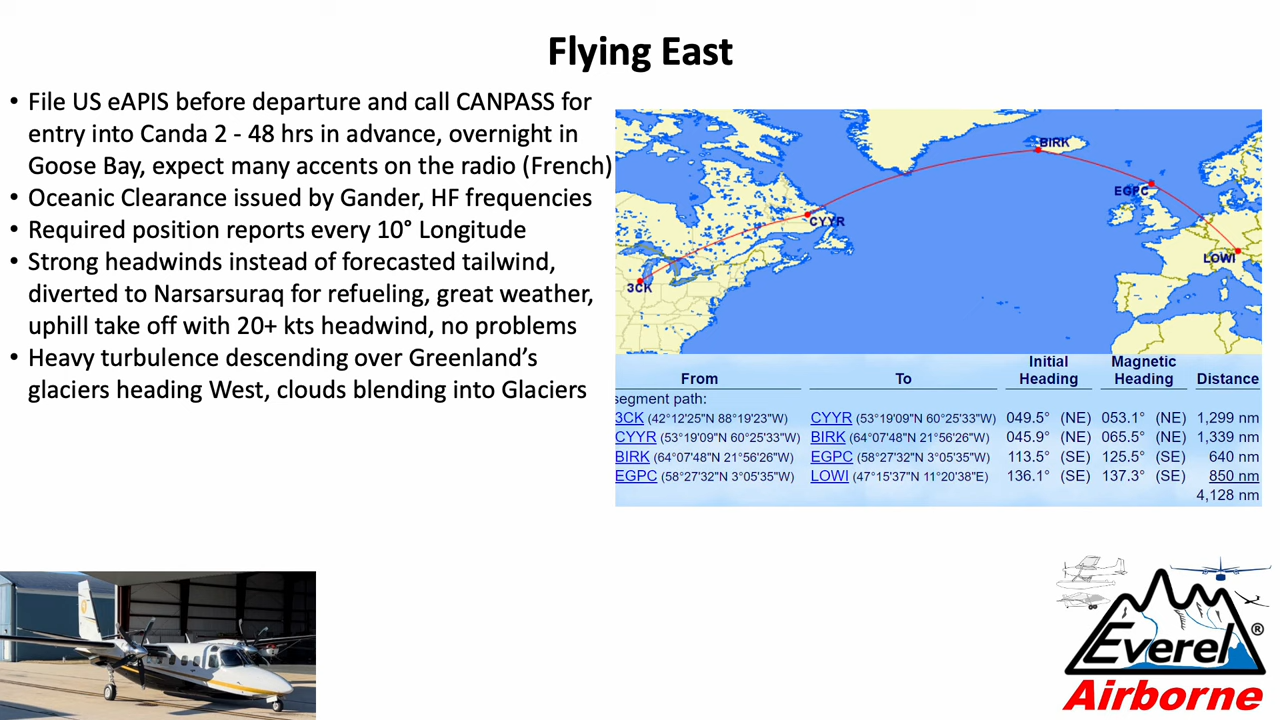 Flying East
• File US eAPIS before departure and call CANPASS for
entry into Canda 2 - 48 hrs in advance, overnight in
Goose Bay, expect many accents on the radio (French)
• Oceanic Clearance issued by Gander, HF frequencies
• Required position reports every 10° Longitude
• Strong headwinds instead of forecasted tailwind,
diverted to Narsarsuraq for refueling, great weather,
uphill take off with 20+ kts headwind, no problems
• Heavy turbulence descending over Greenland’s
glaciers heading West, clouds blending into Glaciers
BIRK
EGPC
CYYR
LOWI
3CK
Initial Magnetic
From To Heading Heading Distance
segment path:
3CK (42°12'25"N 88°19'23"W) CYYR (53°19'09"N 60°25'33"W) 049.5° (NE) 053.1° (NE) 1,299 nm
CYYR (53°19'09"N 60°25'33"W) BIRK (64°07'48"N 21°56'26"W) 045.9° (NE) 065.5° (NE) 1,339 nm
BIRK (64°07'48"N 21°56'26"W) EGPC (58°27'32"N 3°05'35"W) 113.5° (SE) 125.5° (SE) 640 nm
EGPC (58°27'32"N 3°05'35"W) LOWI (47°15'37"N 11°20'38"E) 136.1° (SE) 137.3° (SE) 850 nm
4,128 nm
Everel ®
Airborne